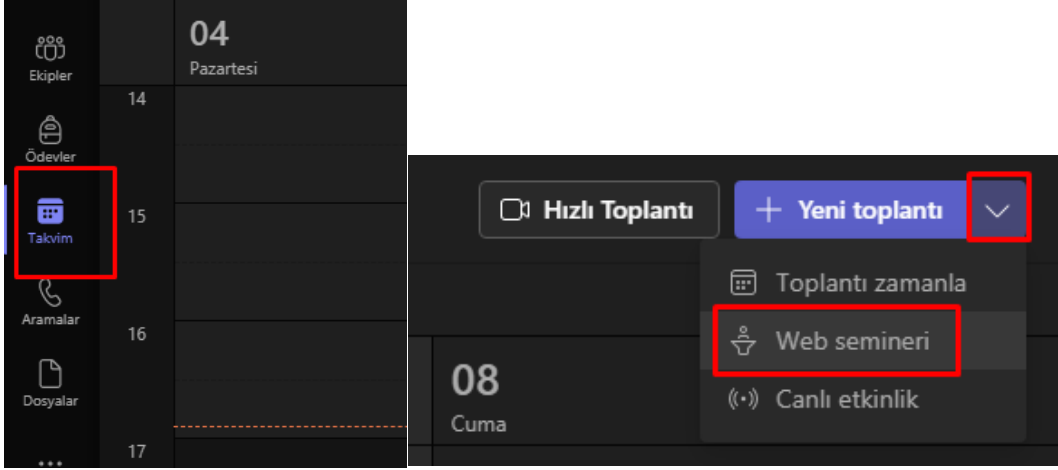 Ekipler
Ödevler
Takvim
Aramalar
Dosyalar
...
04
Pazartesi
14
15
16
17
Hızlı Toplantı
+ Yeni toplantı
Toplantı zamanla
Web semineri
Canlı etkinlik
08
Cuma